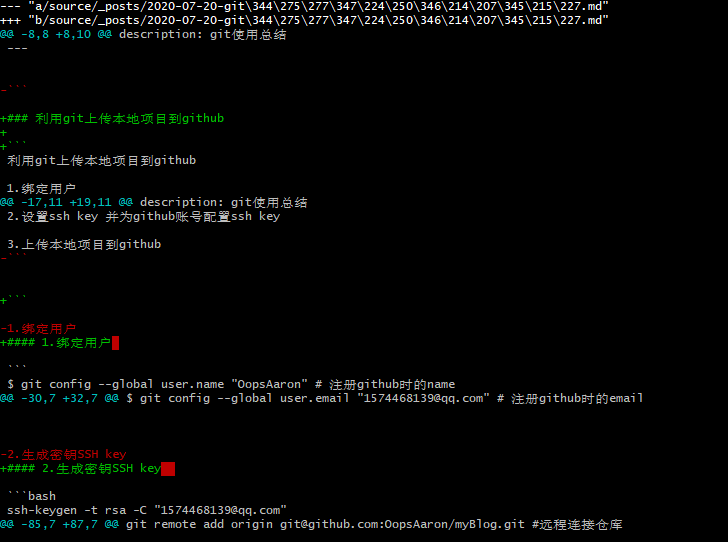 --- "a/source/_posts/2020-07-20-git\344\275\277\347\224\250\346\214\207\345\215\227.md"
+++ "b/source/_posts/2020-07-20-git\344\275\277\347\224\250\346\214\207\345\215\227.md"
@@ -8,8 +8,10 @@ description: git使用总结
 ---
-```
+### 利用git上传本地项目到github
+
+```
 利用git上传本地项目到github
 1.绑定用户
@@ -17,11 +19,11 @@ description: git使用总结
 2.设置ssh key 并为github账号配置ssh key
 3.上传本地项目到github
-```
+```
-1.绑定用户
+#### 1.绑定用户
 ```
 $ git config --global user.name "OopsAaron" # 注册github时的name
@@ -30,7 +32,7 @@ $ git config --global user.email "1574468139@qq.com" # 注册github时的email
-2.生成密钥SSH key
+#### 2.生成密钥SSH key
 ```bash
 ssh-keygen -t rsa -C "1574468139@qq.com"
@@ -85,7 +87,7 @@ git remote add origin git@github.com:OopsAaron/myBlog.git #远程连接仓库